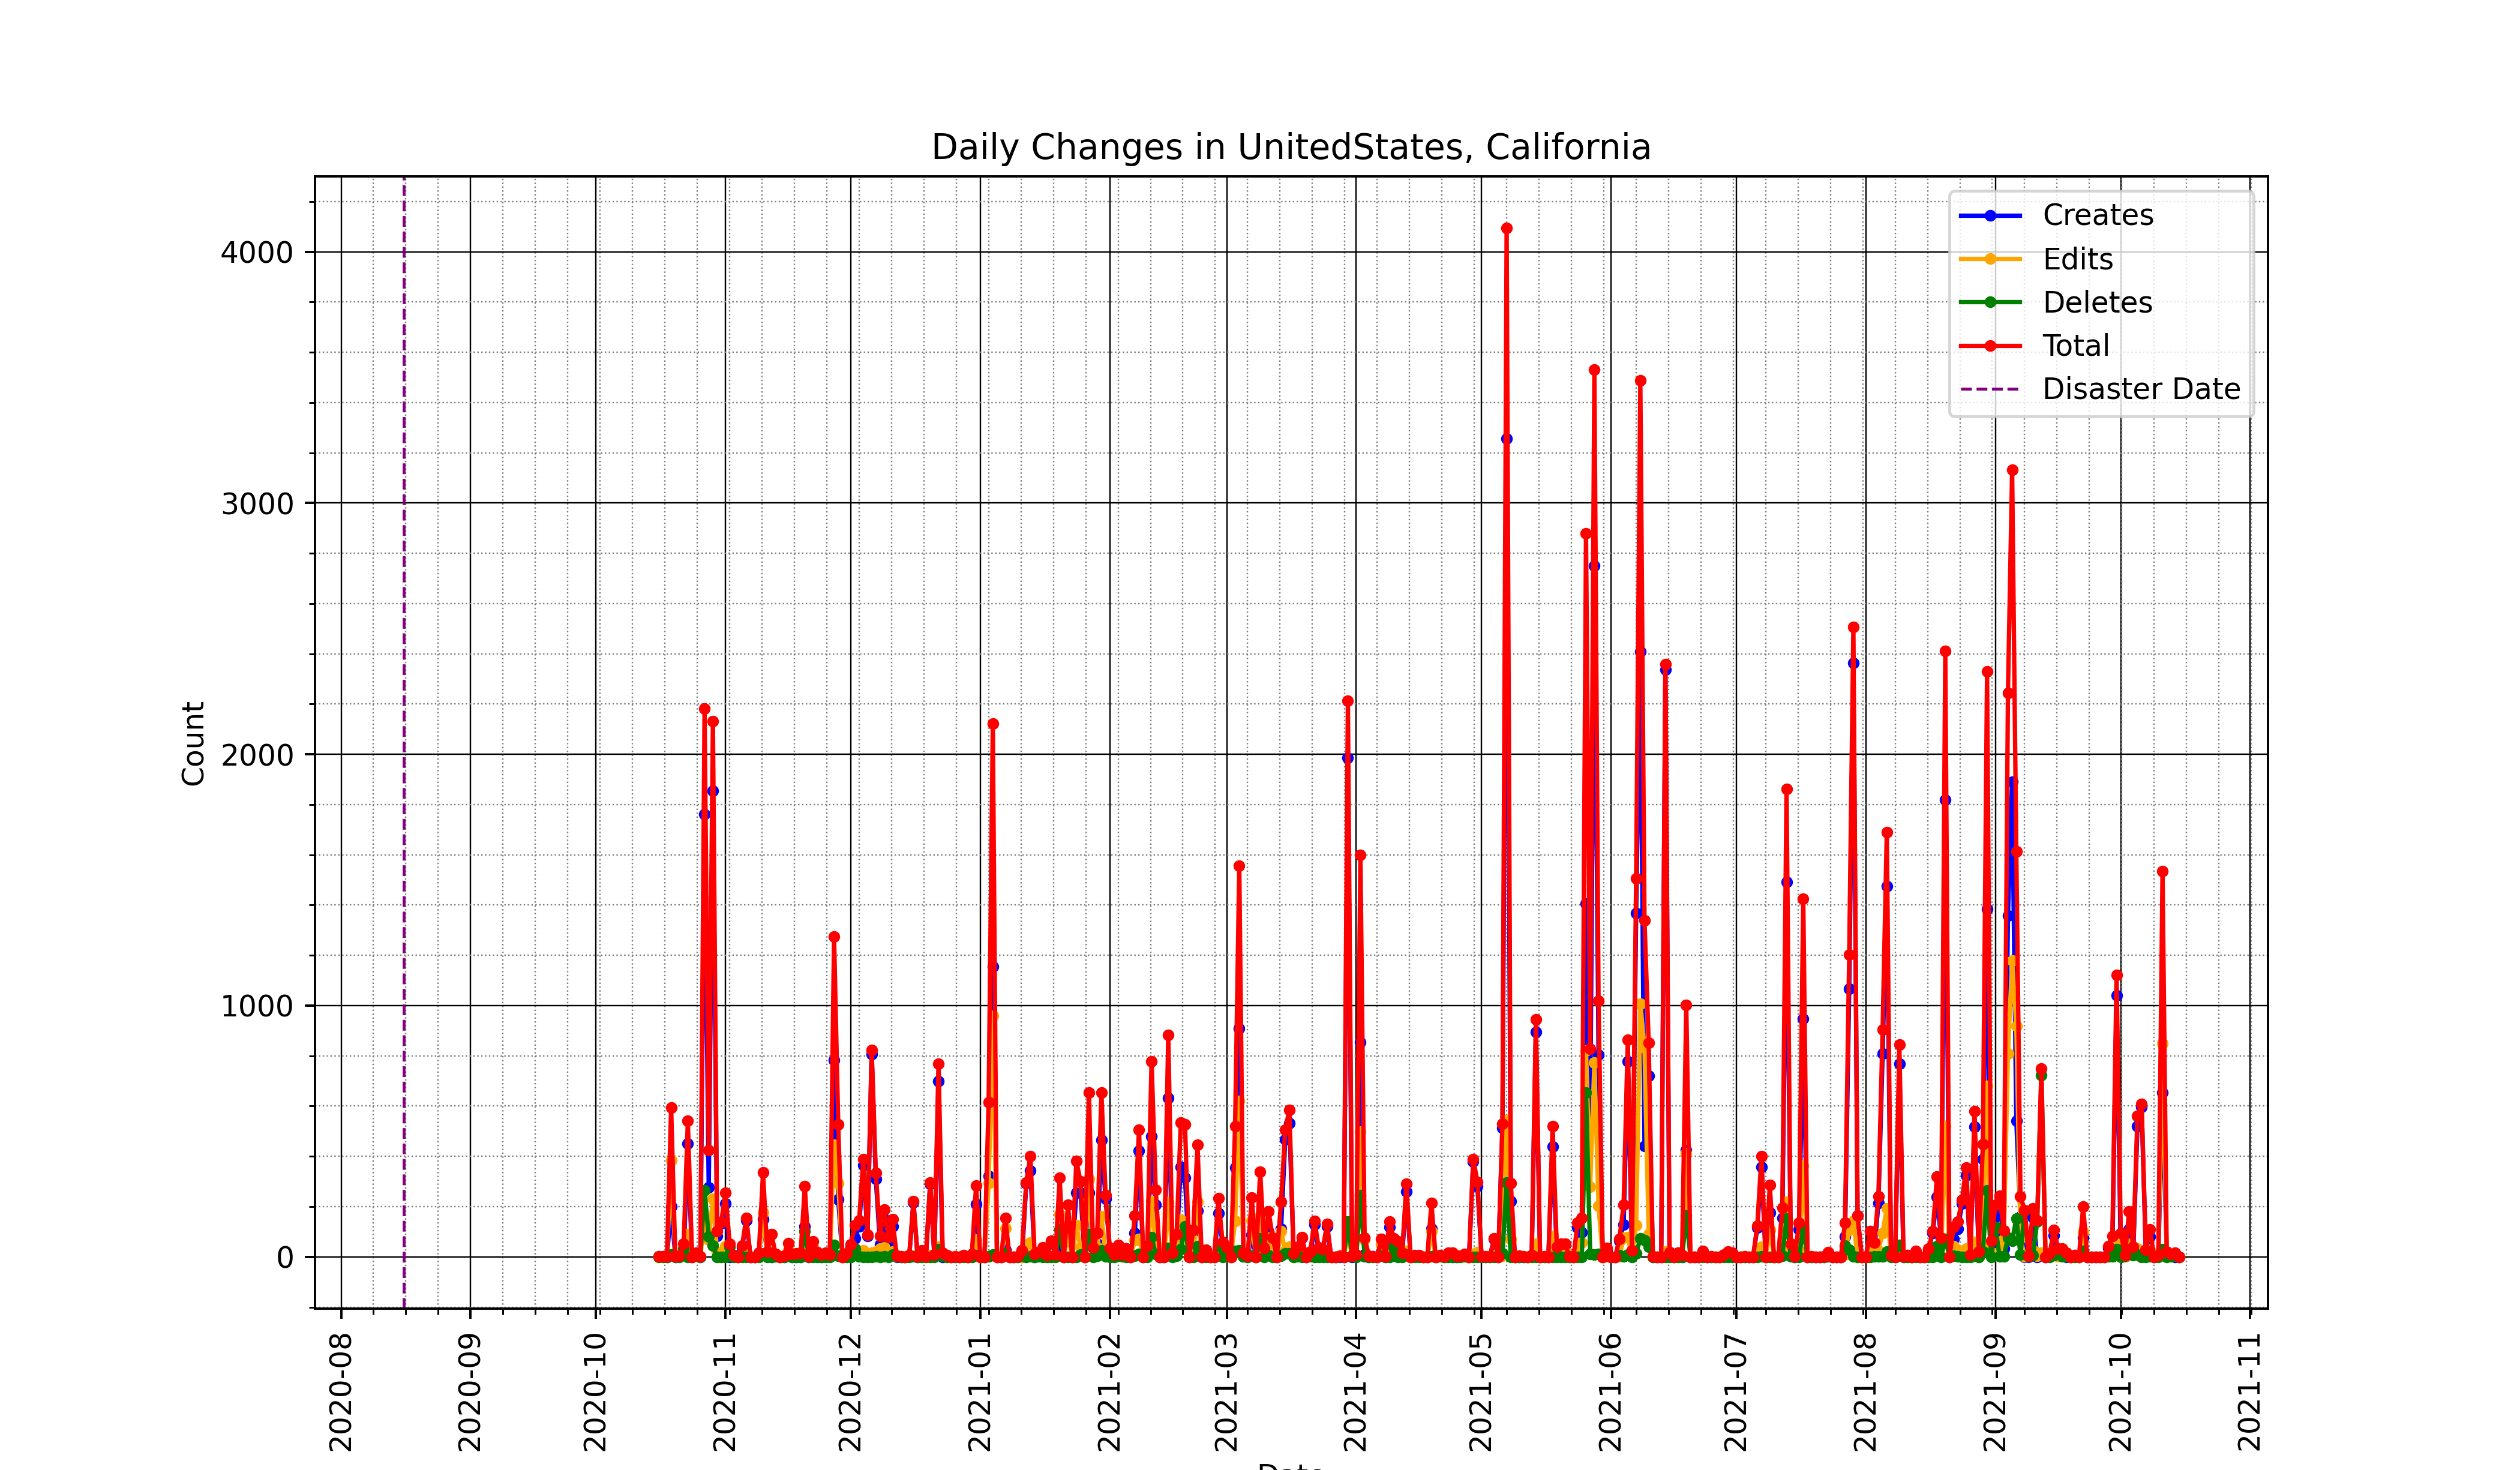 Daily Changes in UnitedStates, California
Creates
Edits
Deletes
Total
Disaster Date
Count
4000
3000
2000
1000
0
2020-08
2020-09
2020-10
2020-11
2020-12
2021-01
2021-02
2021-03
2021-04
2021-05
2021-06
2021-07
2021-08
2021-09
2021-10
2021-11
Date